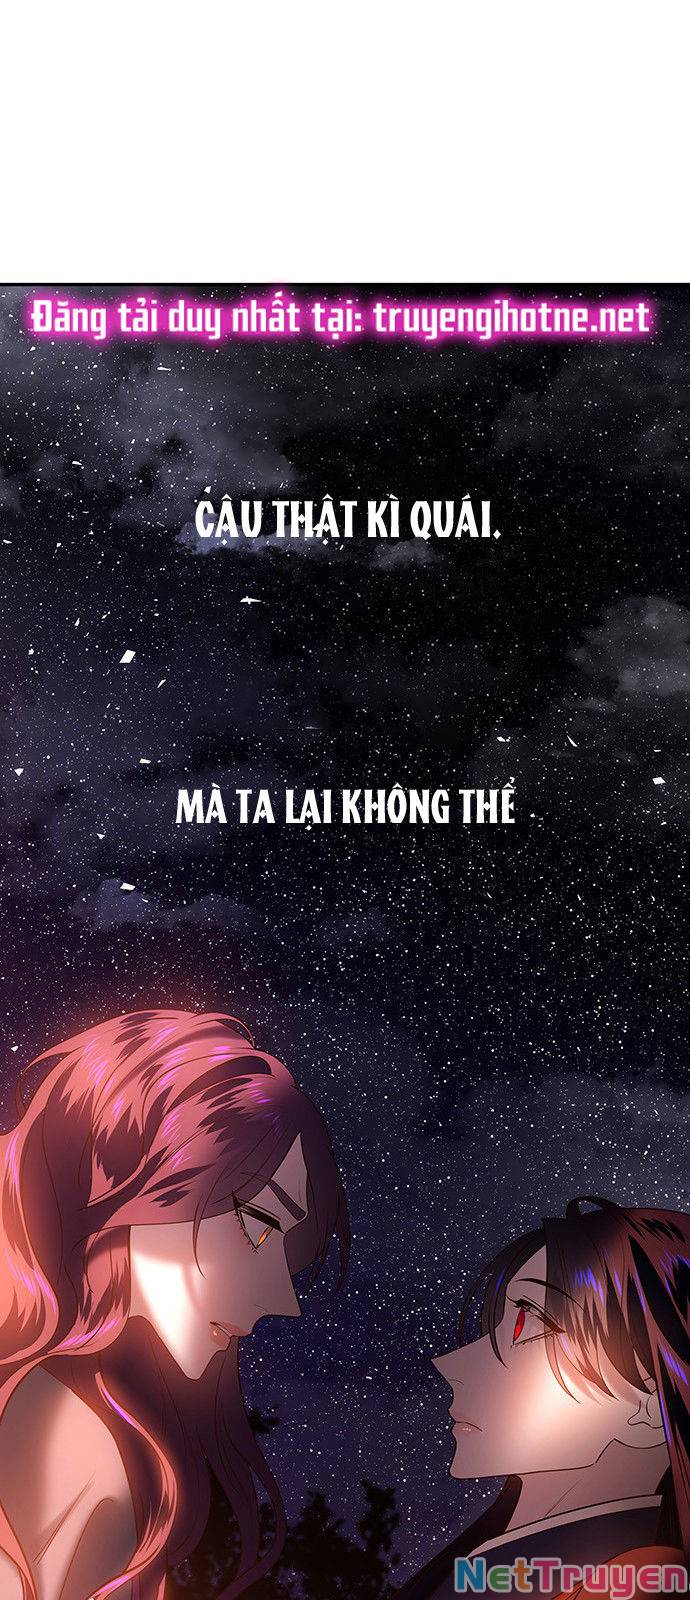 Đăng tải duy nhất tại: truyengihotne.net
CẬU THẬT KÌ QUÁI.
MÀ TA LẠI KHÔNG THỂ
NetTruyen